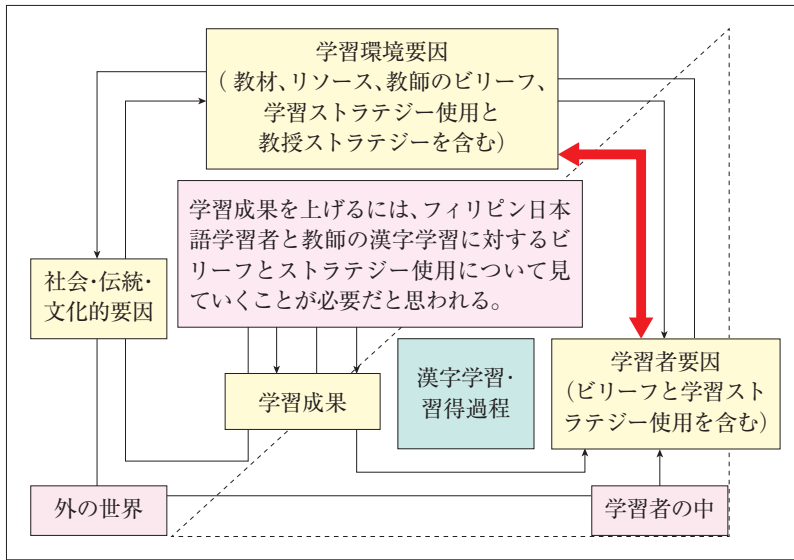 学習環境要因
（教材、リソース、教師のビリーフ、
学習ストラテジー使用と
教授ストラテジーを含む）
学習成果を上げるには、フィリピン日本
語学習者と教師の漢字学習に対するビ
リーフとストラテジー使用について見
ていくことが必要だと思われる。
社会・伝統・
文化的要因
学習成果
漢字学習・
習得過程
学習者要因
（ビリーフと学習スト
ラテジー使用を含む）
外の世界
学習者の中